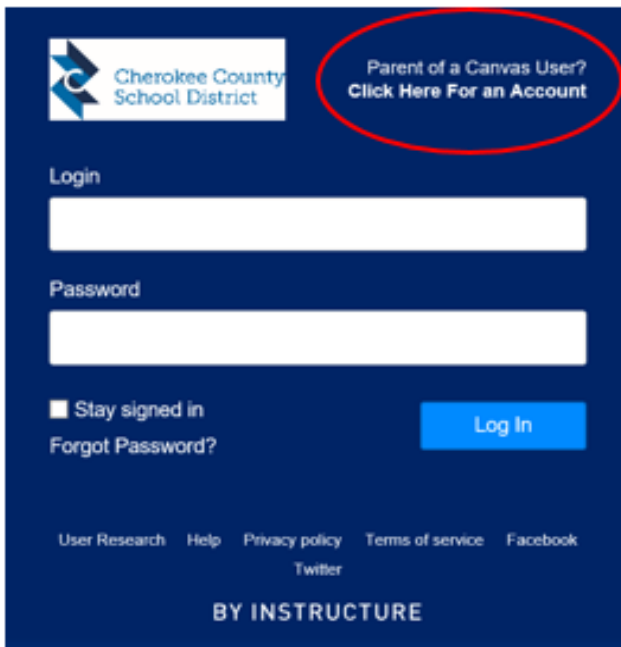 C
Cherokee County
School District
Parent of a Canvas User?
Click Here For an Account
Login
Password
Stay signed in
Log In
Forgot Password?
User Research Help Privacy policy Terms of service Facebook
Twitter
BY INSTRUCTURE